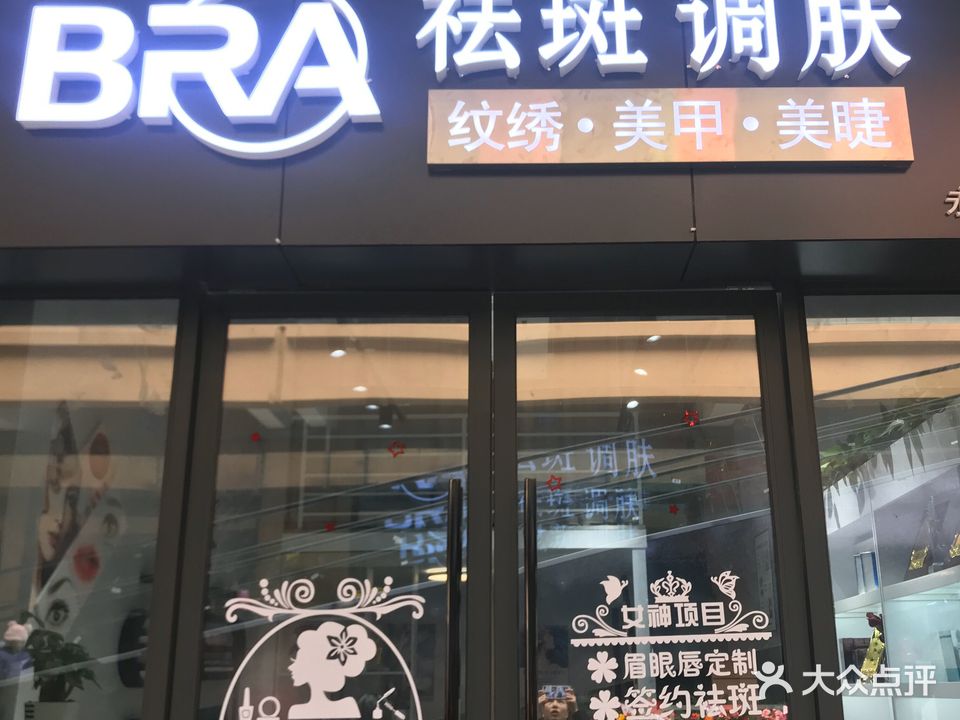 BRA 祛斑 调肤
纹绣·美甲·美睫
女神项目
眉眼唇定制
签约祛斑
大众点评